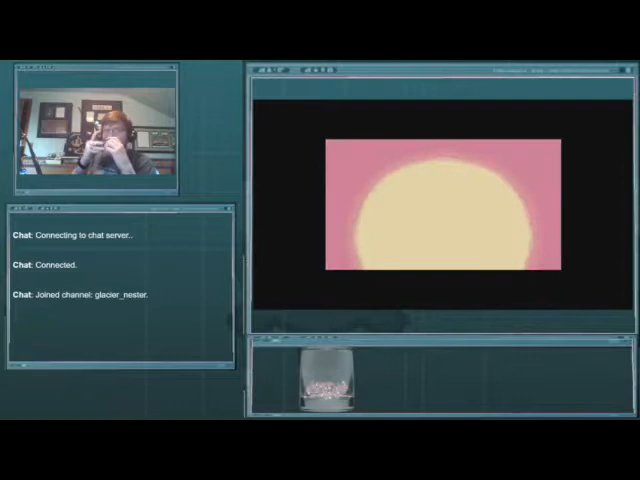 Chat: Connecting to chat server..
Chat: Connected.
Chat: Joined channel: glacier_nester.